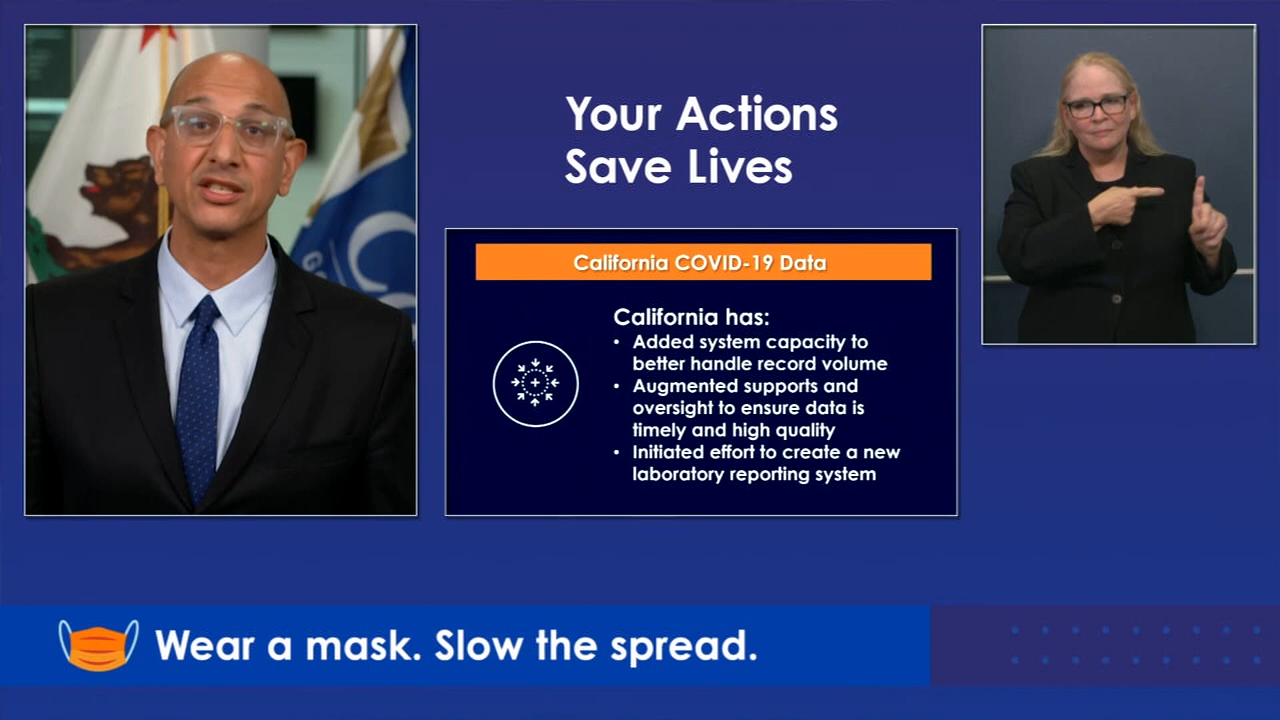 Your Actions
Save Lives
California COVID-19 Data
California has:
• Added system capacity to
better handle record volume
• Augmented supports and
oversight to ensure data is
timely and high quality
• Initiated effort to create a new
laboratory reporting system
Wear a mask. Slow the spread.